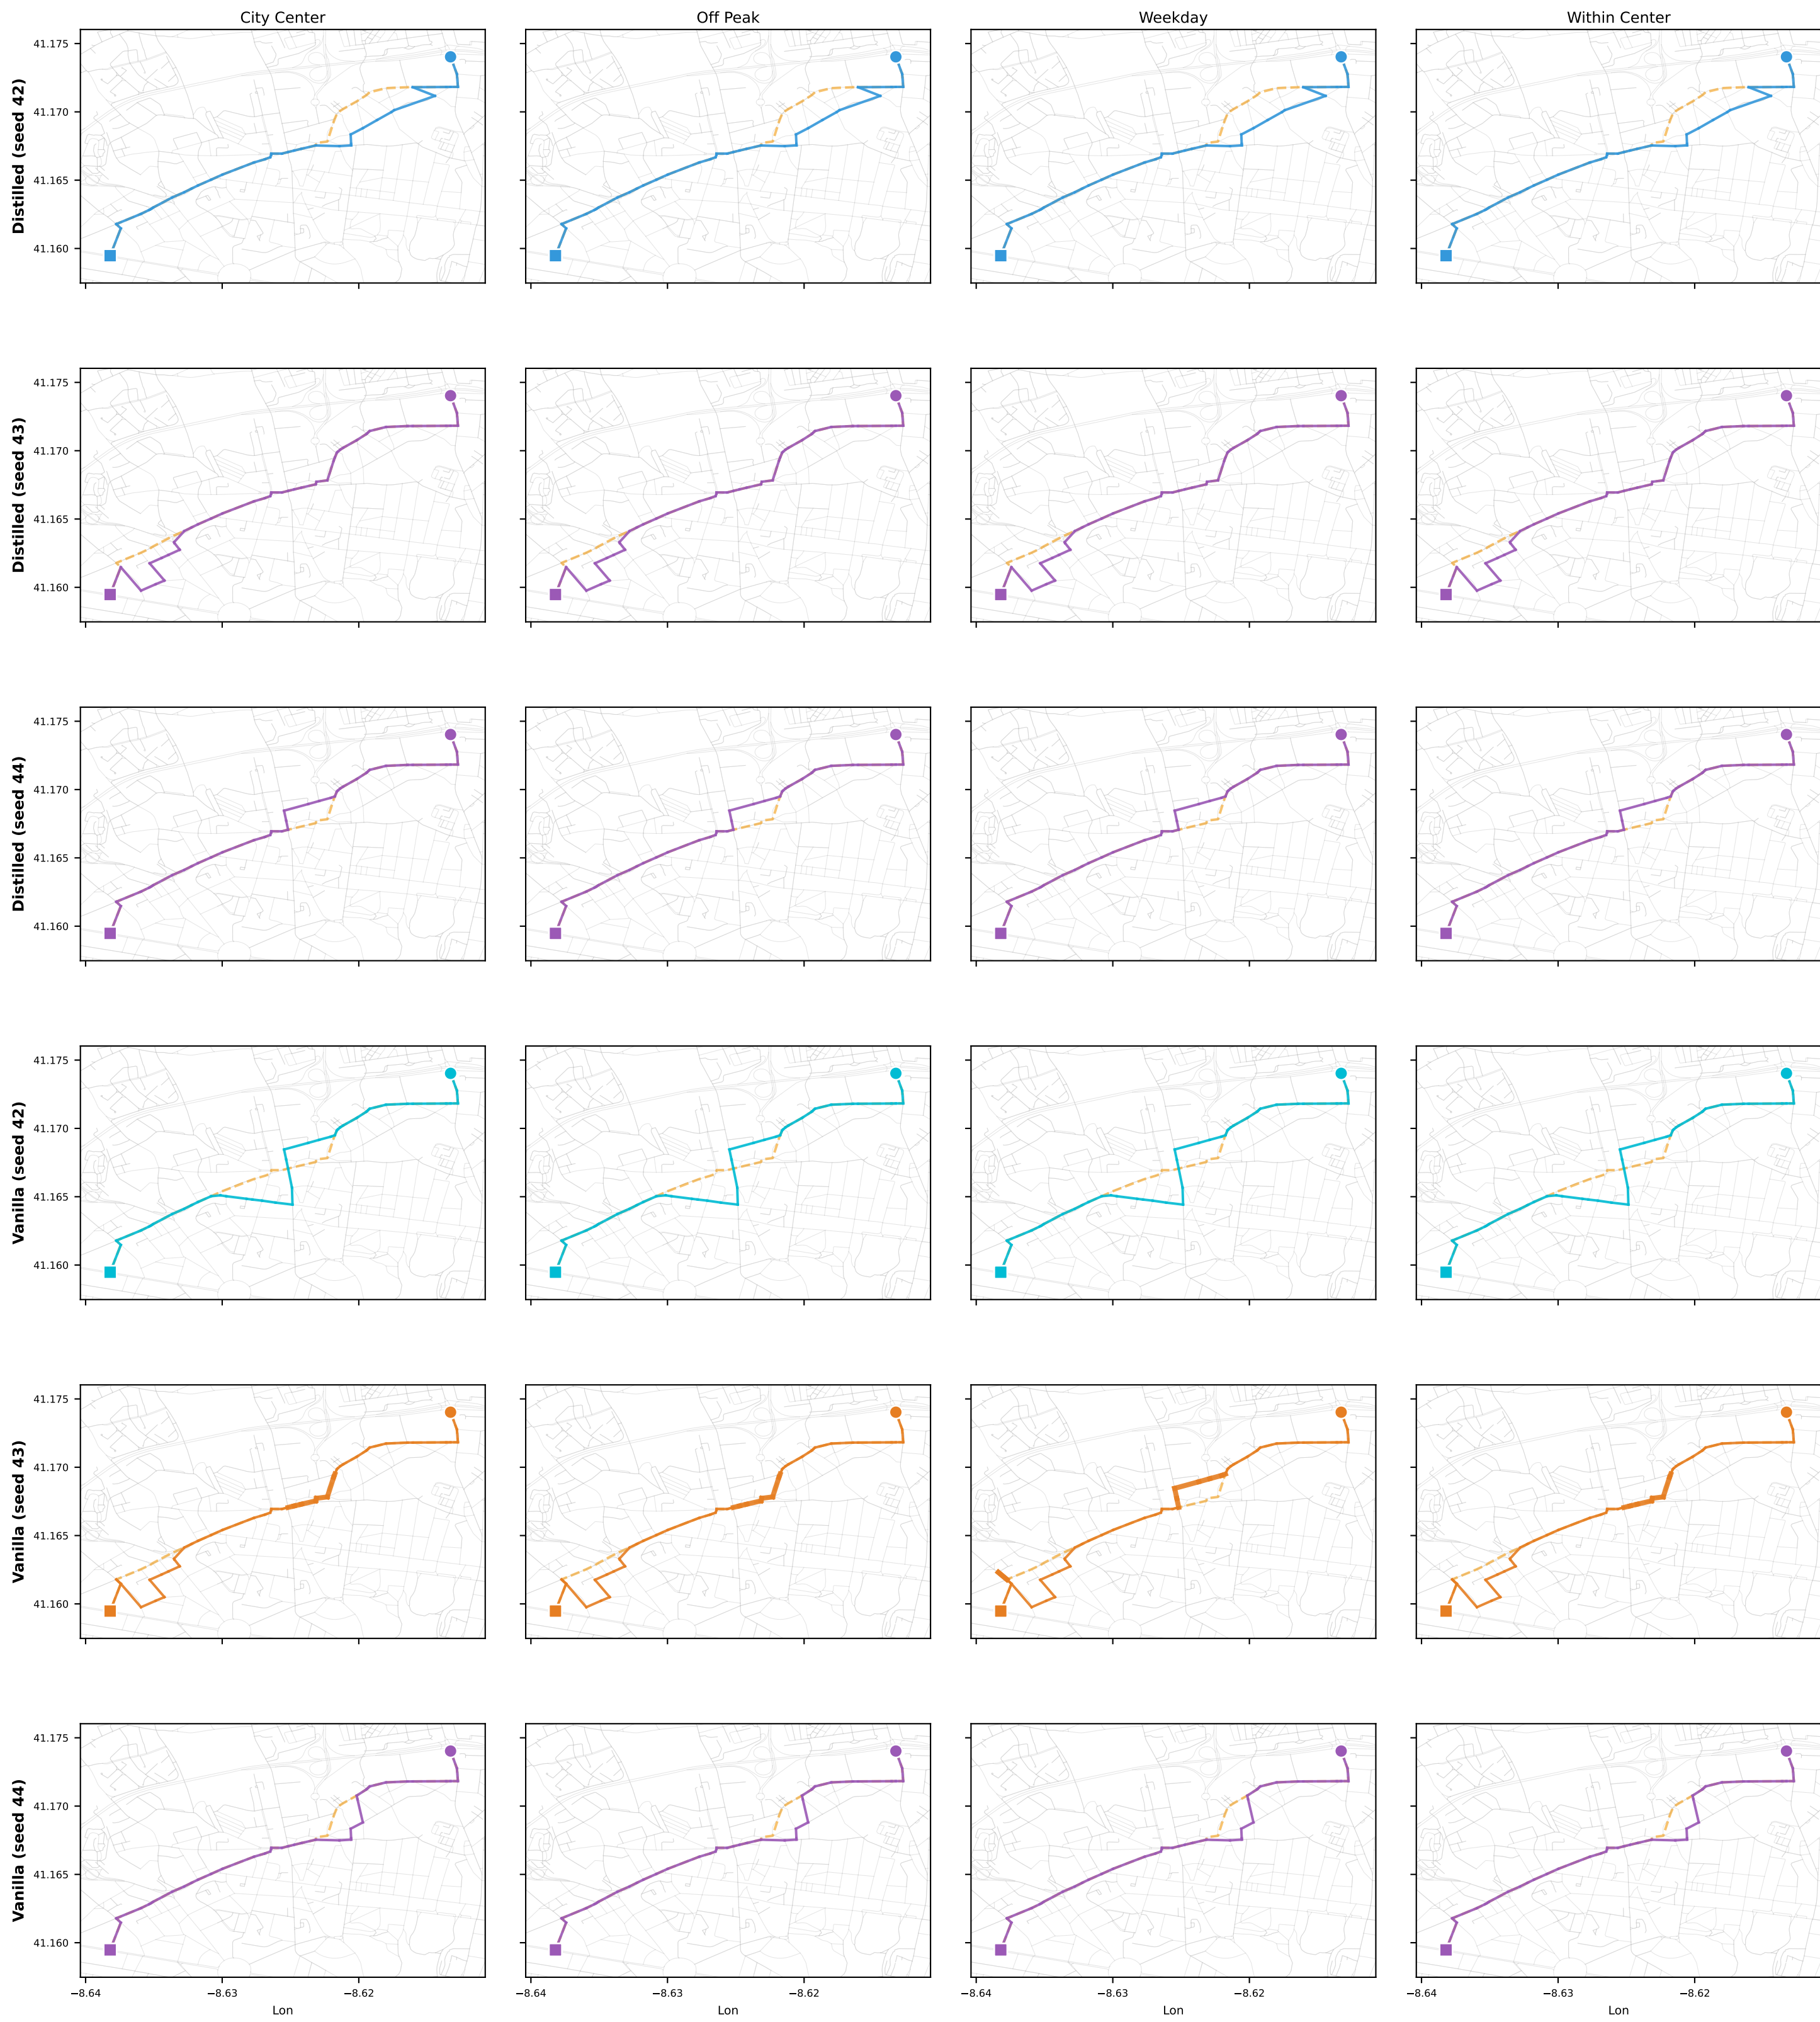 City Center Off Peak Weekday Within Center
Distilled (seed 42)
41.175
41.170
41.165
41.160
Distilled (seed 43)
41.175
41.170
41.165
41.160
Distilled (seed 44)
41.175
41.170
41.165
41.160
Vanilla (seed 42)
41.175
41.170
41.165
41.160
Vanilla (seed 43)
41.175
41.170
41.165
41.160
Vanilla (seed 44)
41.175
41.170
41.165
41.160
−8.64 −8.63 −8.62 −8.64 −8.63 −8.62 −8.64 −8.63 −8.62 −8.64 −8.63 −8.62
Lon Lon Lon Lon